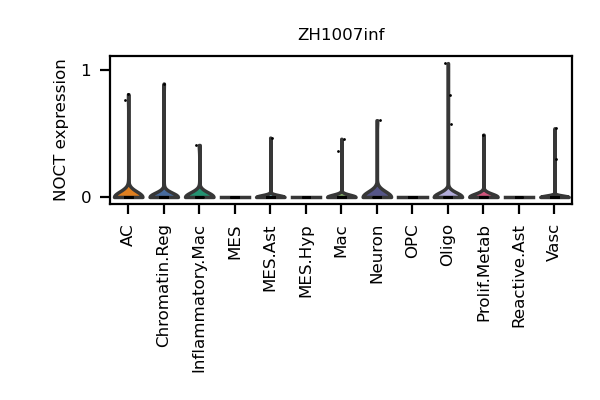 ZH1007inf
NOCT expression
1
0
AC
Chromatin.Reg
Inflammatory.Mac
MES
MES.Ast
MES.Hyp
Mac
Neuron
OPC
Oligo
Prolif.Metab
Reactive.Ast
Vasc